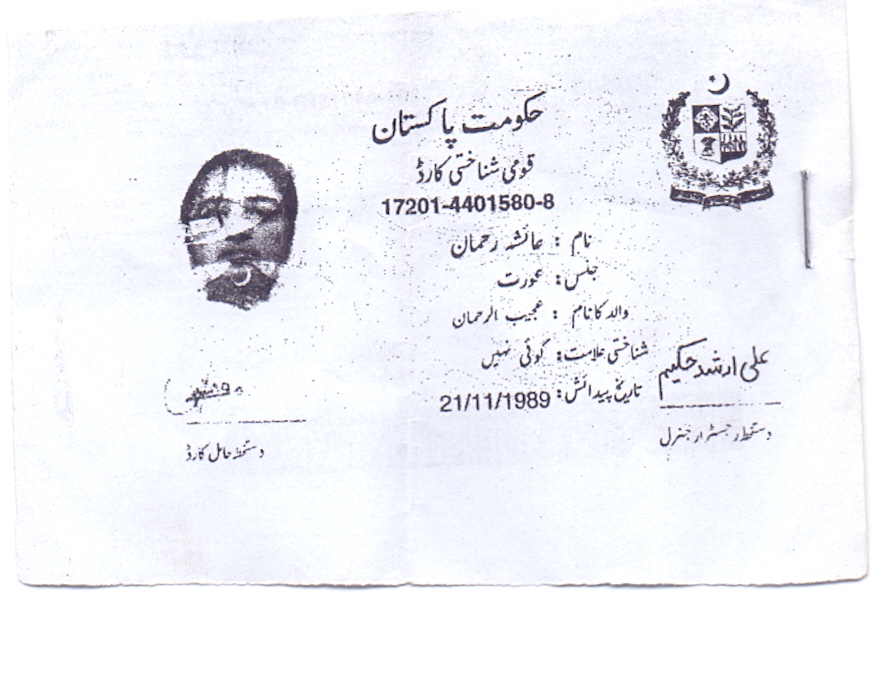 حکومت پاکستان
قومی شناختی کارڈ
17201-4401580-8
نام : عائشہ رحمان
جنس: عورت
والد کا نام : عجیب الرحمان
شناختی علامت: کوئی نہیں
تاریخ پیدائش: 21/11/1989
علی ارشد حکیم
دستخط رجسٹرار جنرل
دستخط حامل کارڈ